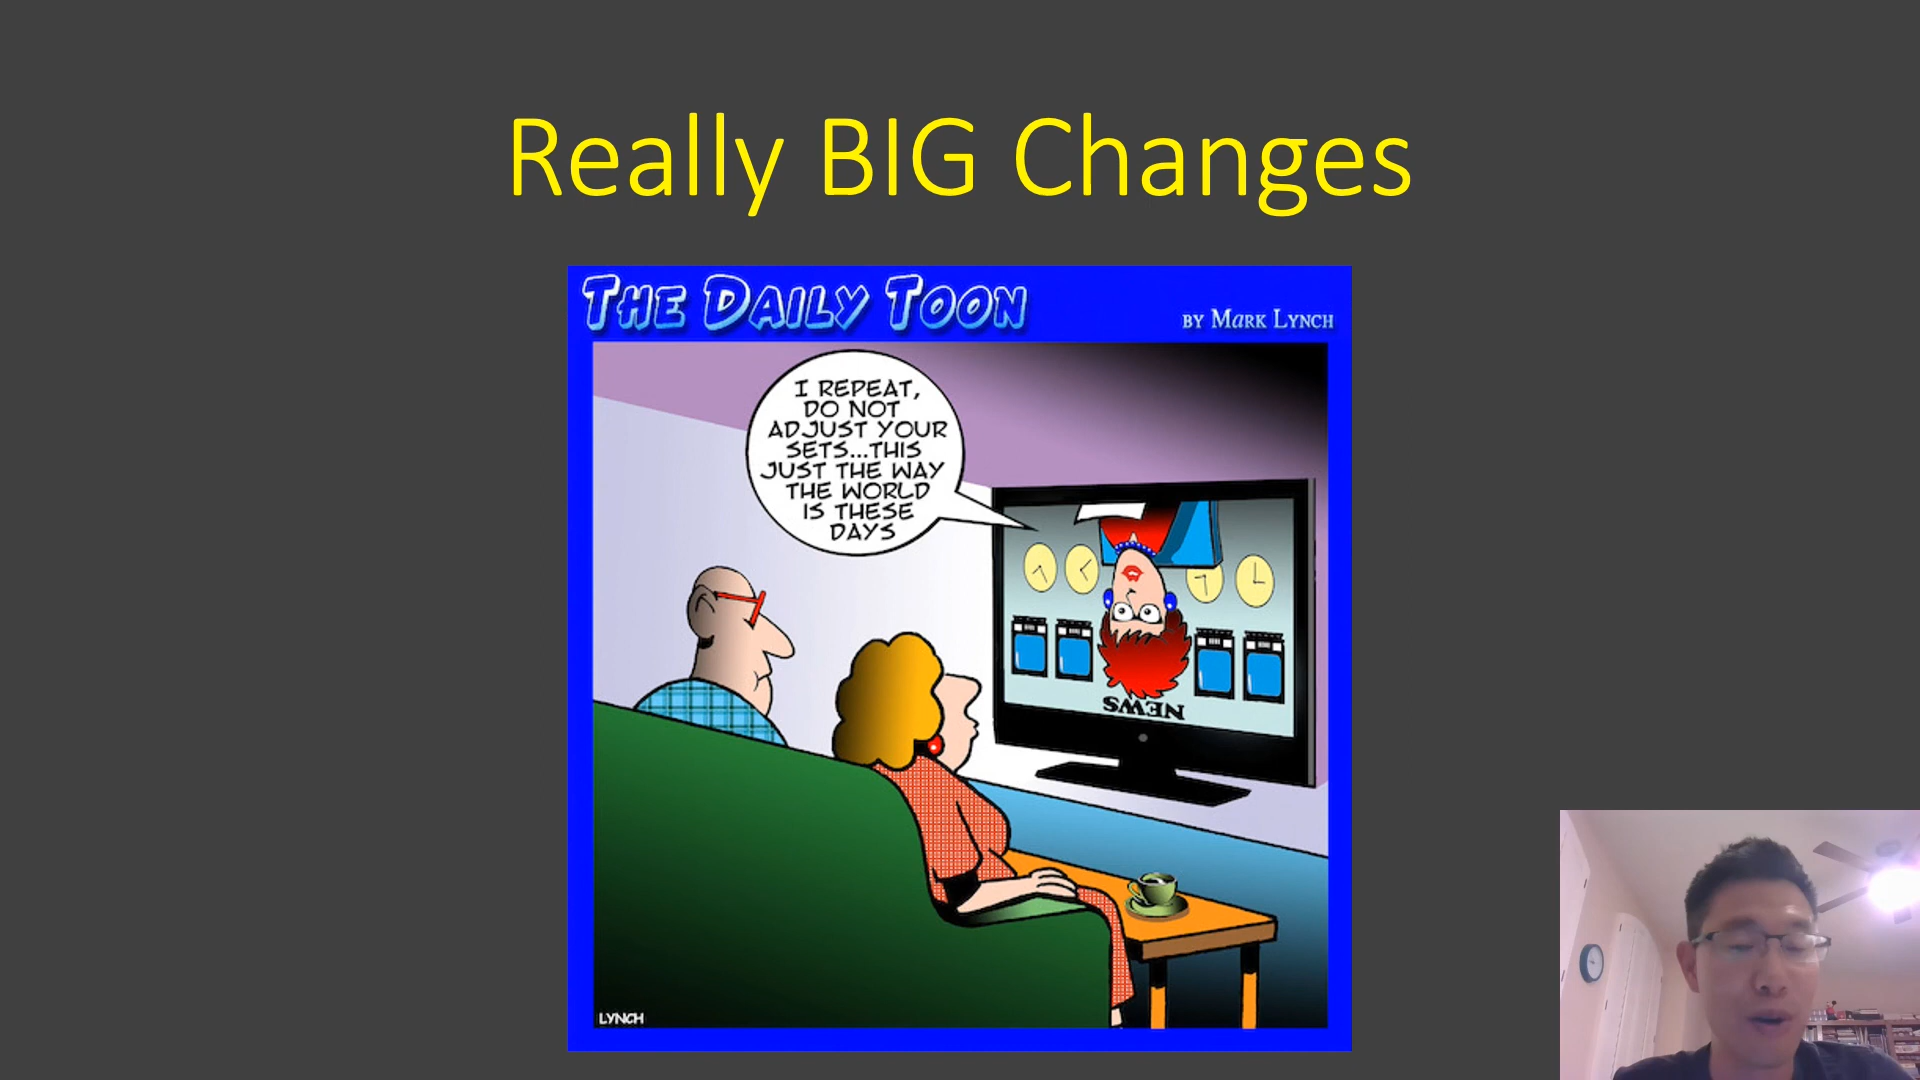 Really BIG Changes
THE DAILY TOON
BY MARK LYNCH
I REPEAT,
DO NOT
ADJUST YOUR
SETS...THIS
JUST THE WAY
THE WORLD
IS THESE
DAYS
NEWS
LYNCH